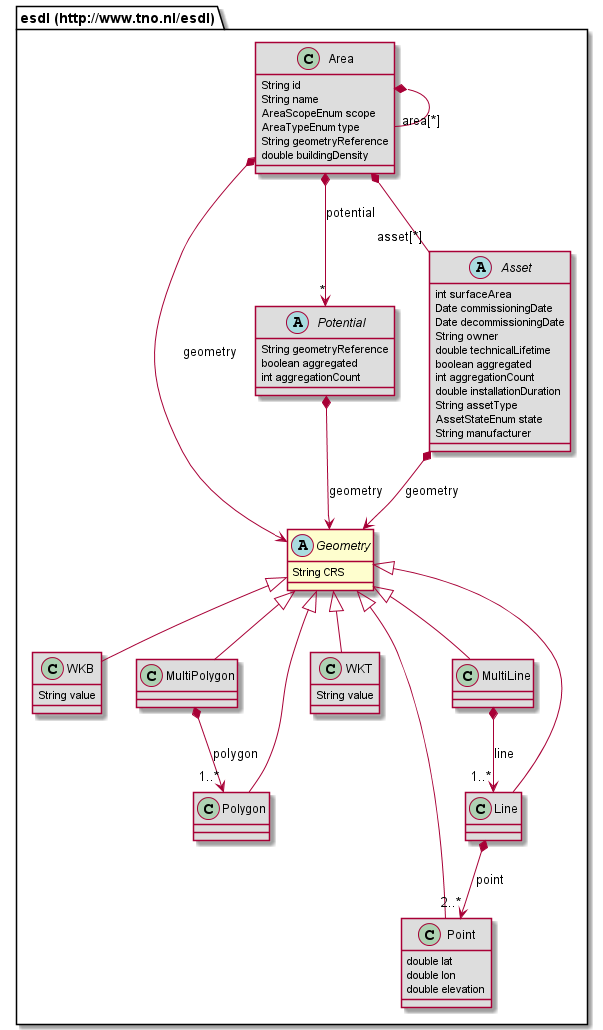 esdl (http://www.tno.nl/esdl)
C Area
String id
String name
AreaScopeEnum scope
AreaTypeEnum type
String geometryReference
double buildingDensity
area[*]
potential
asset[*]
*
geometry
A Asset
int surfaceArea
Date commissioningDate
Date decommissioningDate
String owner
double technicalLifetime
boolean aggregated
int aggregationCount
double installationDuration
String assetType
AssetStateEnum state
String manufacturer
A Potential
String geometryReference
boolean aggregated
int aggregationCount
geometry
geometry
A Geometry
String CRS
C WKB
String value
C MultiPolygon
C WKT
String value
C MultiLine
polygon
1..*
line
1..*
C Polygon
C Line
point
2..*
C Point
double lat
double lon
double elevation